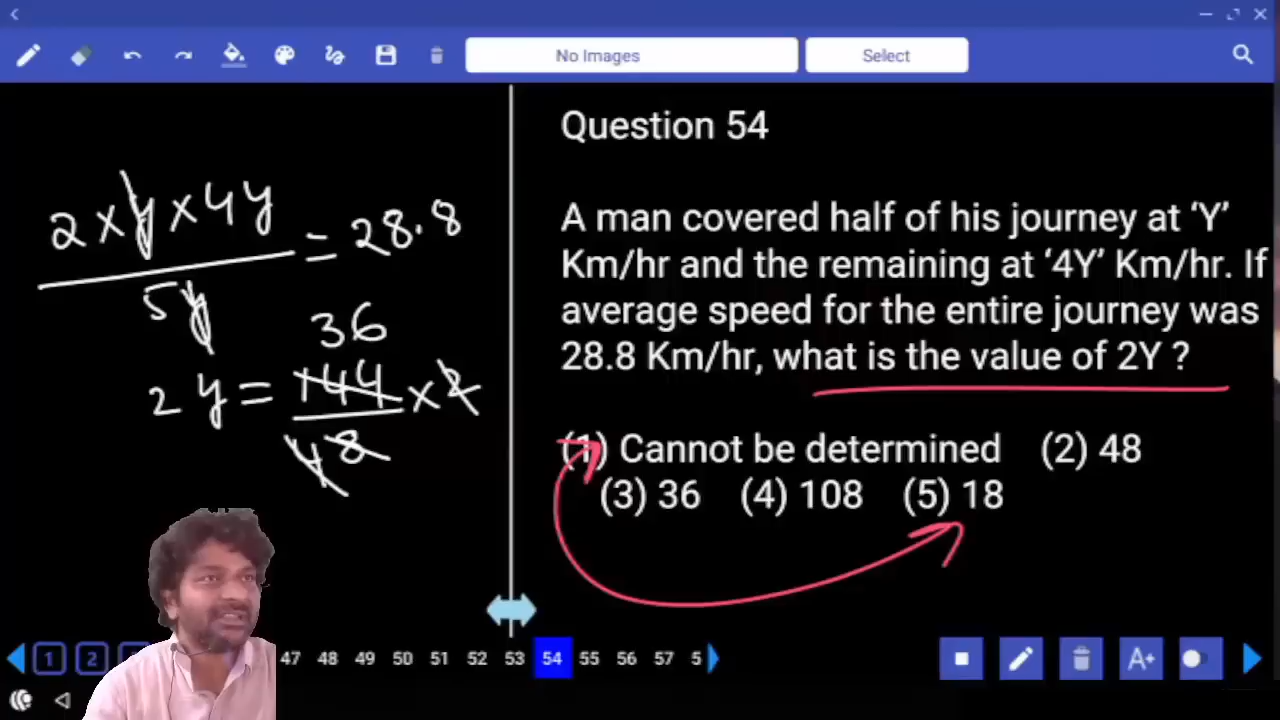 No Images
Select
Question 54
A man covered half of his journey at ‘Y’
Km/hr and the remaining at ‘4Y’ Km/hr. If
average speed for the entire journey was
28.8 Km/hr, what is the value of 2Y ?
(1) Cannot be determined (2) 48
(3) 36 (4) 108 (5) 18
2 × y × 4y = 28.8
5y
36
2 y = 144 × 2
48
1 2 47 48 49 50 51 52 53 54 55 56 57 5
A+